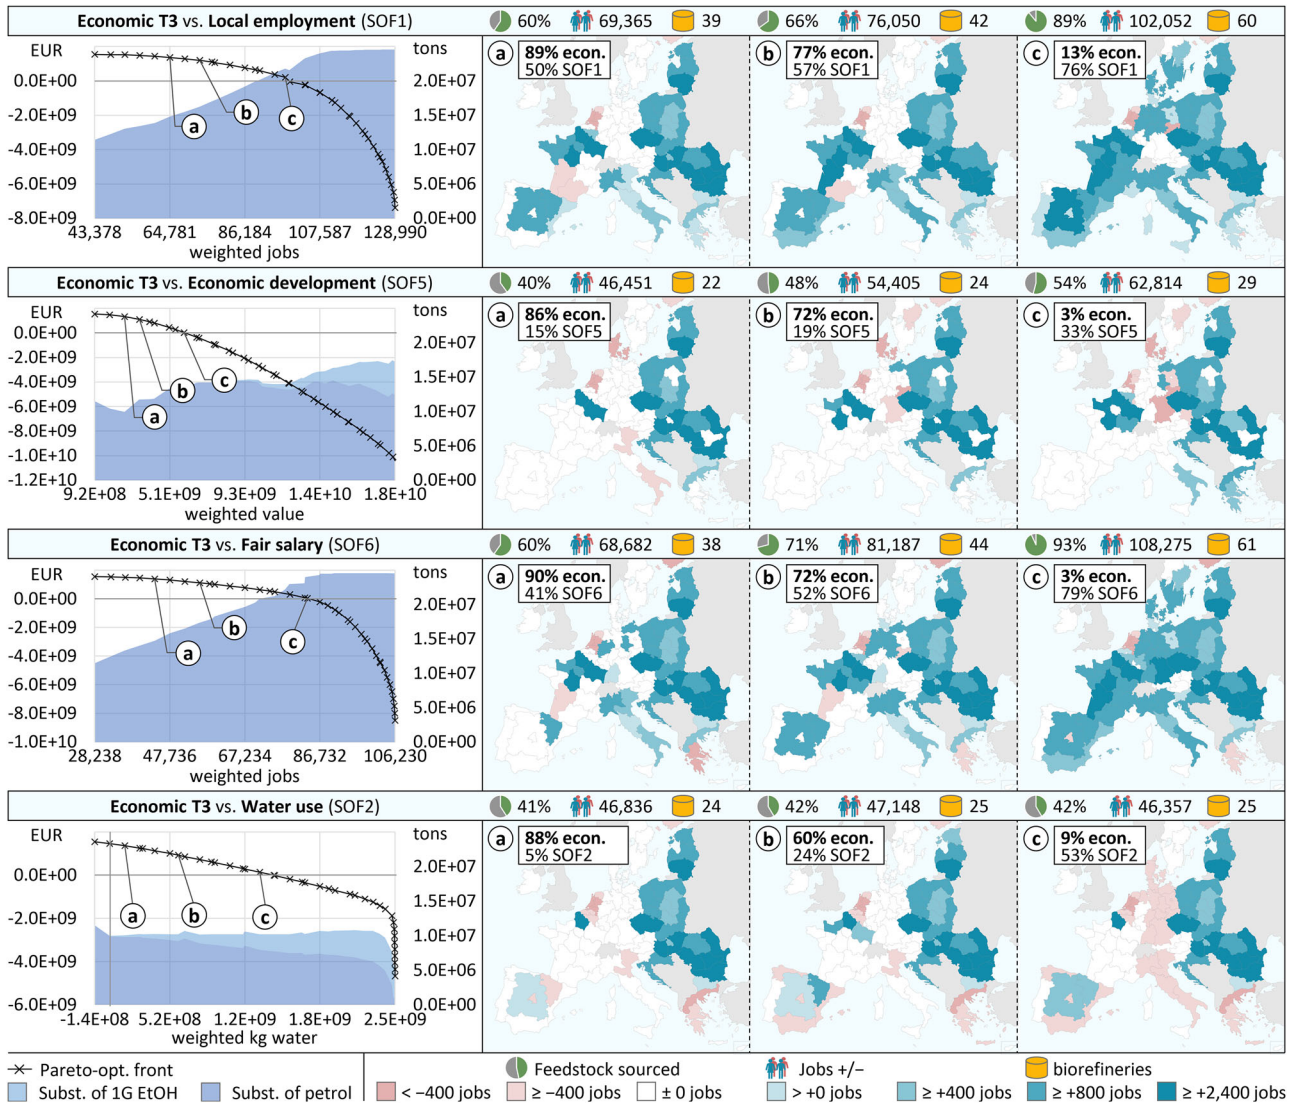 Economic T3 vs. Local employment (SOF1)
60% 69,365 39
66% 76,050 42
89% 102,052 60
EUR
tons
0.0E+00
-2.0E+09
-4.0E+09
-6.0E+09
-8.0E+09
2.0E+07
1.5E+07
1.0E+07
5.0E+06
0.0E+00
43,378 64,781 86,184 107,587 128,990
weighted jobs
a b c
a 89% econ.
50% SOF1
b 77% econ.
57% SOF1
c 13% econ.
76% SOF1
Economic T3 vs. Economic development (SOF5)
40% 46,451 22
48% 54,405 24
54% 62,814 29
EUR
tons
0.0E+00
-2.0E+09
-4.0E+09
-6.0E+09
-8.0E+09
-1.0E+10
-1.2E+10
2.0E+07
1.5E+07
1.0E+07
5.0E+06
0.0E+00
9.2E+08 5.1E+09 9.3E+09 1.4E+10 1.8E+10
weighted value
a b c
a 86% econ.
15% SOF5
b 72% econ.
19% SOF5
c 3% econ.
33% SOF5
Economic T3 vs. Fair salary (SOF6)
60% 68,682 38
71% 81,187 44
93% 108,275 61
EUR
tons
0.0E+00
-2.0E+09
-4.0E+09
-6.0E+09
-8.0E+09
-1.0E+10
2.0E+07
1.5E+07
1.0E+07
5.0E+06
0.0E+00
28,238 47,736 67,234 86,732 106,230
weighted jobs
a b c
a 90% econ.
41% SOF6
b 72% econ.
52% SOF6
c 3% econ.
79% SOF6
Economic T3 vs. Water use (SOF2)
41% 46,836 24
42% 47,148 25
42% 46,357 25
EUR
tons
0.0E+00
-2.0E+09
-4.0E+09
-6.0E+09
2.0E+07
1.5E+07
1.0E+07
5.0E+06
0.0E+00
-1.4E+08 5.2E+08 1.2E+09 1.8E+09 2.5E+09
weighted kg water
a b c
a 88% econ.
5% SOF2
b 60% econ.
24% SOF2
c 9% econ.
53% SOF2
Pareto-opt. front
Feedstock sourced
Jobs +/−
biorefineries
Subst. of 1G EtOH
Subst. of petrol
< −400 jobs
≥ −400 jobs
± 0 jobs
> +0 jobs
≥ +400 jobs
≥ +800 jobs
≥ +2,400 jobs